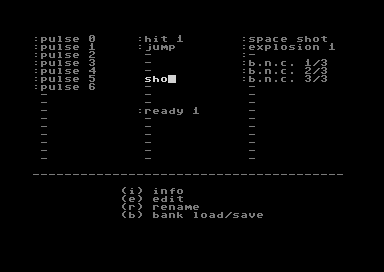 :pulse 0 :hit 1 :space shot
:pulse 1 :jump :explosion 1
:pulse 2 - -
:pulse 3 - :b.n.c. 1/3
:pulse 4 - :b.n.c. 2/3
:pulse 5 sho :b.n.c. 3/3
:pulse 6 - -
- - -
- - -
- :ready 1 -
- - -
- - -
- - -
- - -
- - -
- - -
(i) info
(e) edit
(r) rename
(b) bank load/save